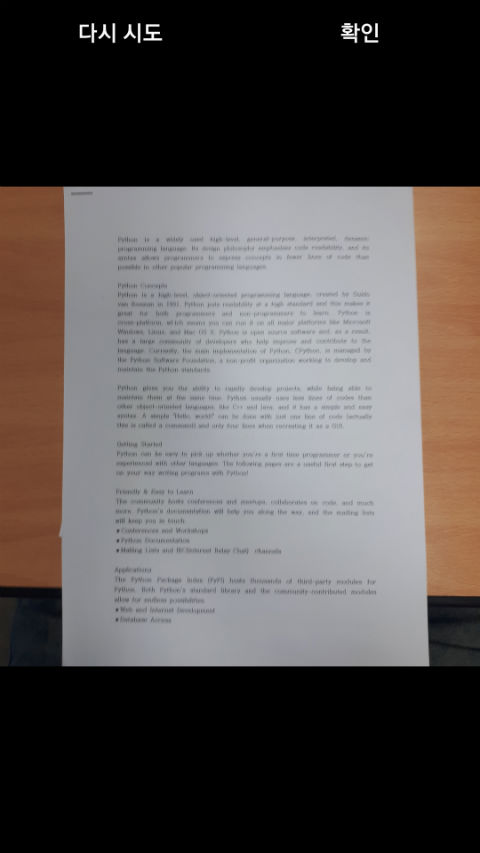 다시 시도
확인
Python is a widely used high-level, general-purpose, interpreted, dynamic
programming language. Its design philosophy emphasizes code readability, and its
syntax allows programmers to express concepts in fewer lines of code than
possible in other popular programming languages.
Python Concepts
Python is a high-level, object-oriented programming language, created by Guido
van Rossum in 1991. Python puts readability at a high standard and this makes it
great for both programmers and non-programmers to learn. Python is
cross-platform, which means you can run it on all major platforms like Microsoft
Windows, Linux, and Mac OS X. Python is open source software and, as a result,
has a large community of developers who help improve and contribute to the
language. Currently, the main implementation of Python, CPython, is managed by
the Python Software Foundation, a non-profit organization working to develop and
maintain the Python standards.
Python gives you the ability to rapidly develop projects, while being able to
maintain them at the same time. Python usually uses less lines of codes than
other object-oriented languages, like C++ and Java, and it has a simple and easy
syntax. A simple "Hello, world!" can be done with just one line of code (actually
this is called a command) and only four lines when recreating it as a GUI.
Getting Started
Python can be easy to pick up whether you're a first time programmer or you're
experienced with other languages. The following pages are a useful first step to get
on your way writing programs with Python!
Friendly & Easy to Learn
The community hosts conferences and meetups, collaborates on code, and much
more. Python's documentation will help you along the way, and the mailing lists
will keep you in touch.
Conferences and Workshops
Python Documentation
Mailing Lists and IRC(Internet Relay Chat) channels
Applications
The Python Package Index (PyPI) hosts thousands of third-party modules for
Python. Both Python's standard library and the community-contributed modules
allow for endless possibilities.
Web and Internet Development
Database Access